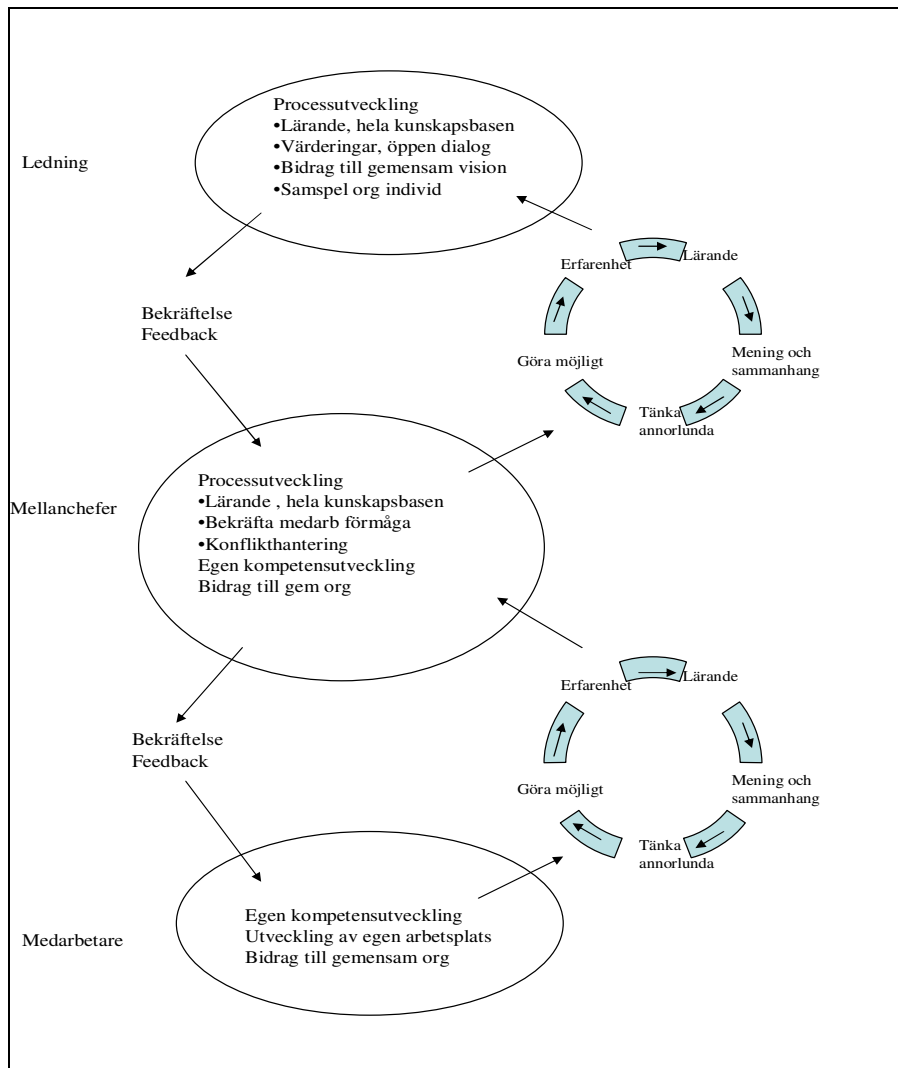 Processutveckling
•Lärande, hela kunskapsbasen
•Värderingar, öppen dialog
•Bidrag till gemensam vision
•Samspel org individ
Ledning
Erfarenhet
Lärande
Bekräftelse
Feedback
Göra möjligt
Mening och
sammanhang
Tänka
annorlunda
Processutveckling
•Lärande , hela kunskapsbasen
•Bekräfta medarb förmåga
•Konflikthantering
Egen kompetensutveckling
Bidrag till gem org
Mellanchefer
Erfarenhet
Lärande
Bekräftelse
Feedback
Göra möjligt
Mening och
sammanhang
Tänka
annorlunda
Egen kompetensutveckling
Utveckling av egen arbetsplats
Bidrag till gemensam org
Medarbetare